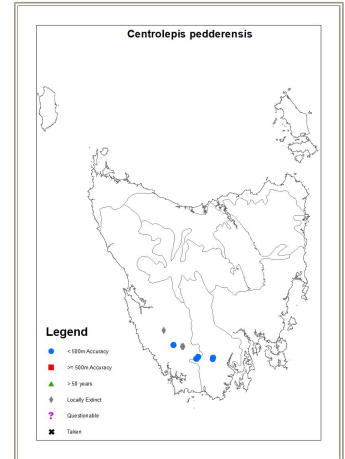 Centrolepis pedderensis
Legend
< 500m Accuracy
>= 500m Accuracy
> 50 years
Locally Extinct
? Questionable
Taken